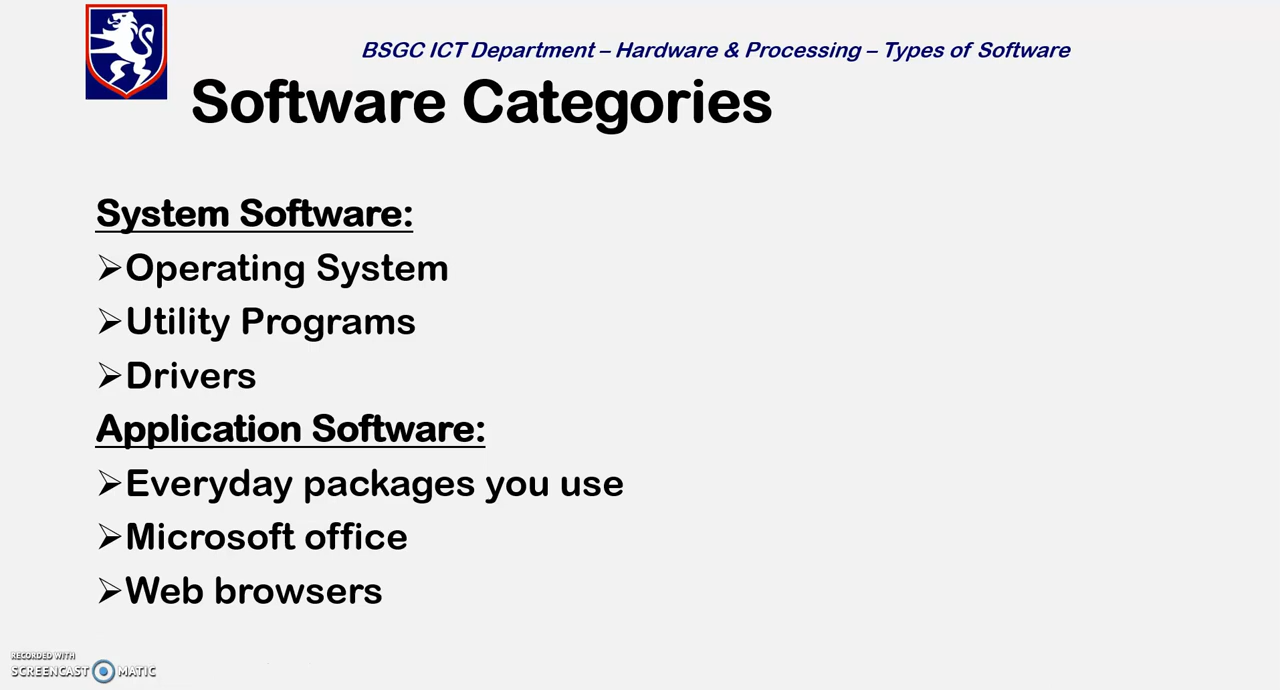 BSGC ICT Department – Hardware & Processing – Types of Software
Software Categories
System Software:
➢Operating System
➢Utility Programs
➢Drivers
Application Software:
➢Everyday packages you use
➢Microsoft office
➢Web browsers
RECORDED WITH
SCREENCAST MATIC